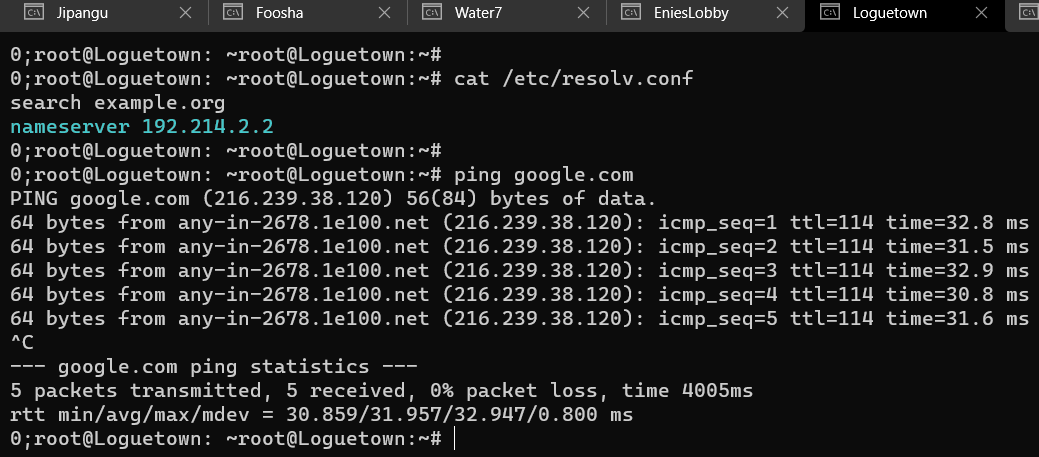 Jipangu Foosha Water7 EniesLobby Loguetown
0;root@Loguetown: ~root@Loguetown:~#
0;root@Loguetown: ~root@Loguetown:~# cat /etc/resolv.conf
search example.org
nameserver 192.214.2.2
0;root@Loguetown: ~root@Loguetown:~#
0;root@Loguetown: ~root@Loguetown:~# ping google.com
PING google.com (216.239.38.120) 56(84) bytes of data.
64 bytes from any-in-2678.1e100.net (216.239.38.120): icmp_seq=1 ttl=114 time=32.8 ms
64 bytes from any-in-2678.1e100.net (216.239.38.120): icmp_seq=2 ttl=114 time=31.5 ms
64 bytes from any-in-2678.1e100.net (216.239.38.120): icmp_seq=3 ttl=114 time=32.9 ms
64 bytes from any-in-2678.1e100.net (216.239.38.120): icmp_seq=4 ttl=114 time=30.8 ms
64 bytes from any-in-2678.1e100.net (216.239.38.120): icmp_seq=5 ttl=114 time=31.6 ms
^C
--- google.com ping statistics ---
5 packets transmitted, 5 received, 0% packet loss, time 4005ms
rtt min/avg/max/mdev = 30.859/31.957/32.947/0.800 ms
0;root@Loguetown: ~root@Loguetown:~#